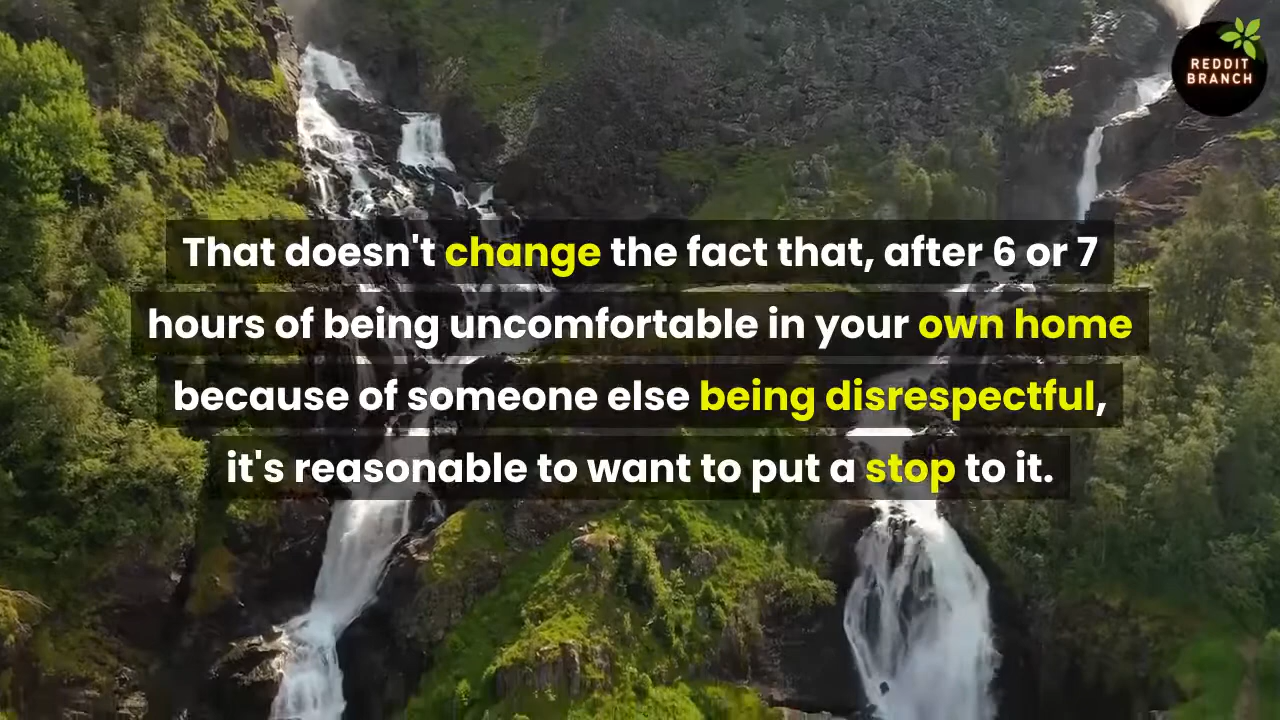 REDDIT
BRANCH
That doesn't change the fact that, after 6 or 7
hours of being uncomfortable in your own home
because of someone else being disrespectful,
it's reasonable to want to put a stop to it.